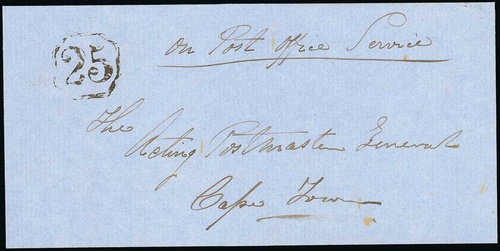 On Post Office Service
25
The
Acting Postmaster General
Cape Town